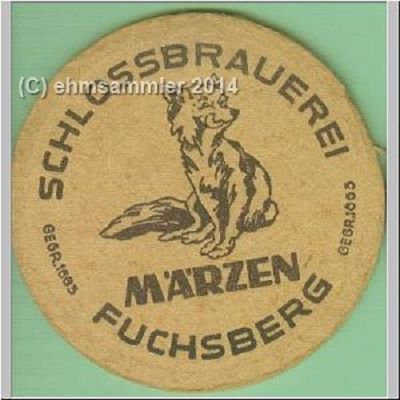 (C) ehmsammler 2014
SCHLOSSBRAUEREI
GEGR.1685
GEGR.1685
MÄRZEN
FUCHSBERG